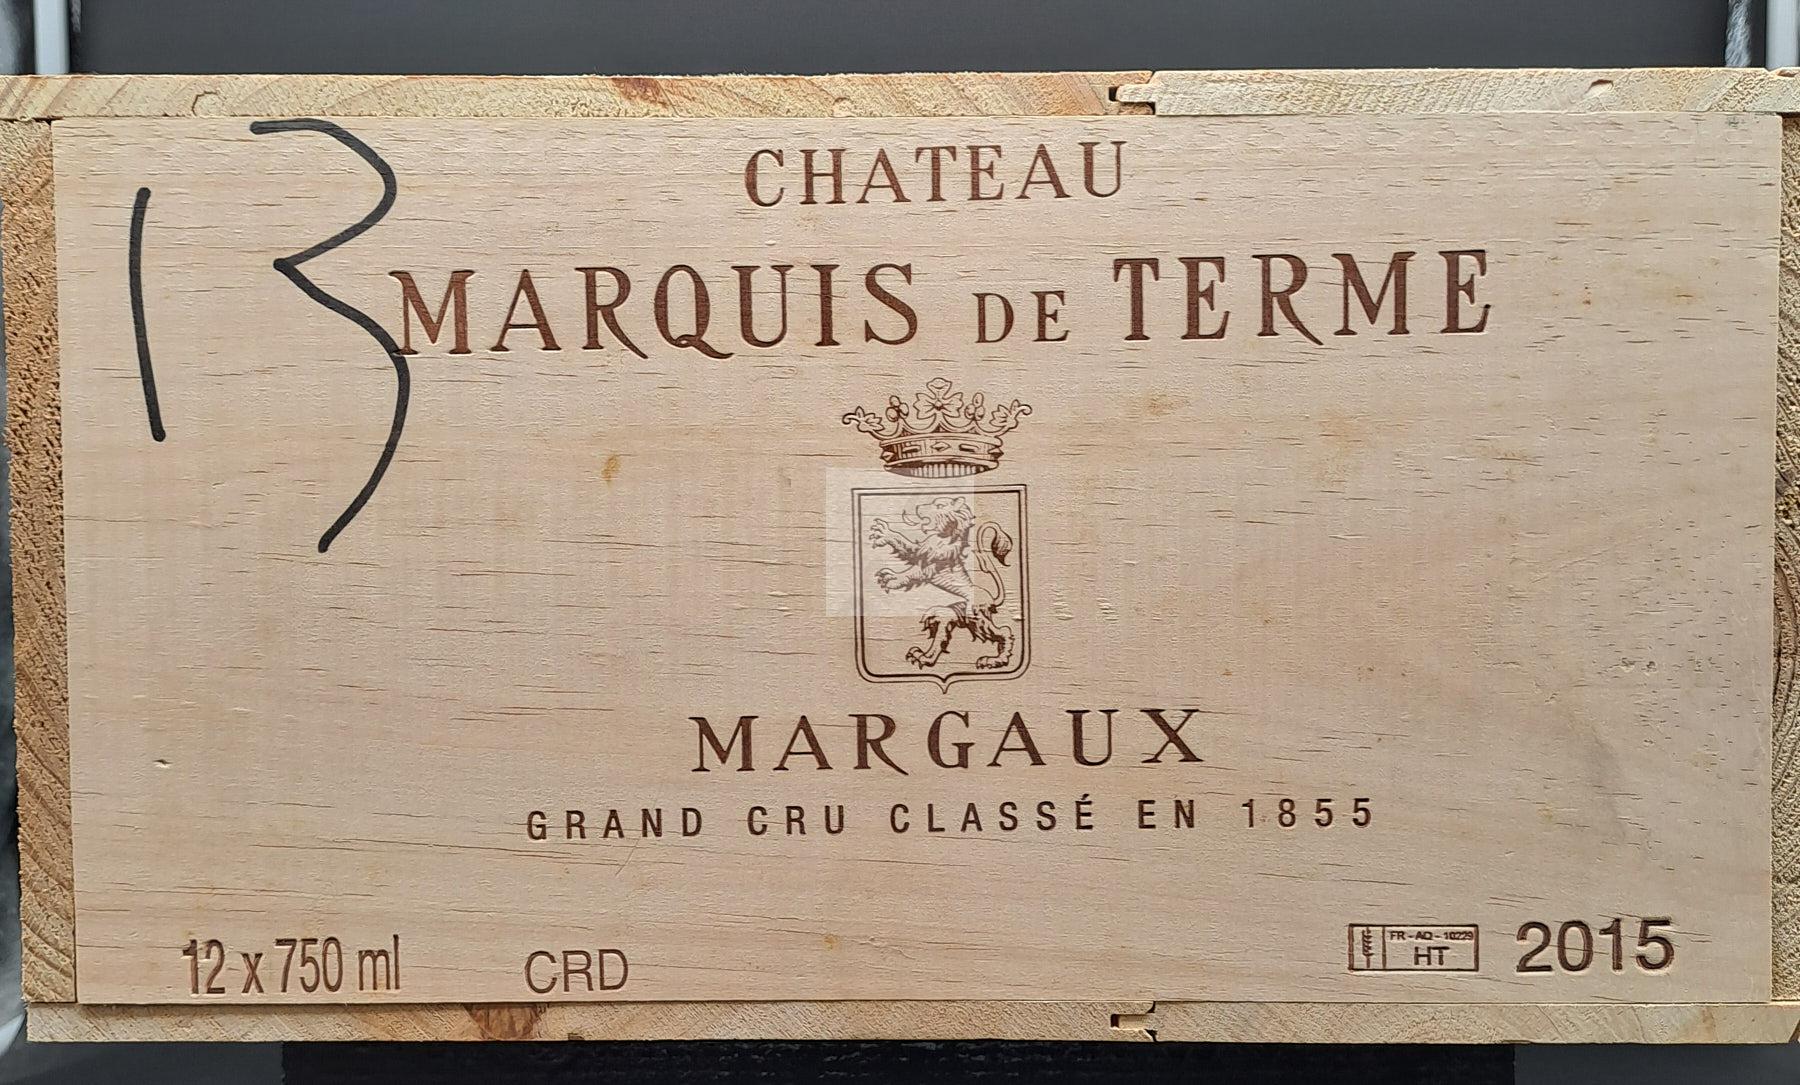 13
CHATEAU
MARQUIS DE TERME
MARGAUX
GRAND CRU CLASSÉ EN 1855
12 x 750 ml
CRD
FR - AQ - 10229
HT
2015